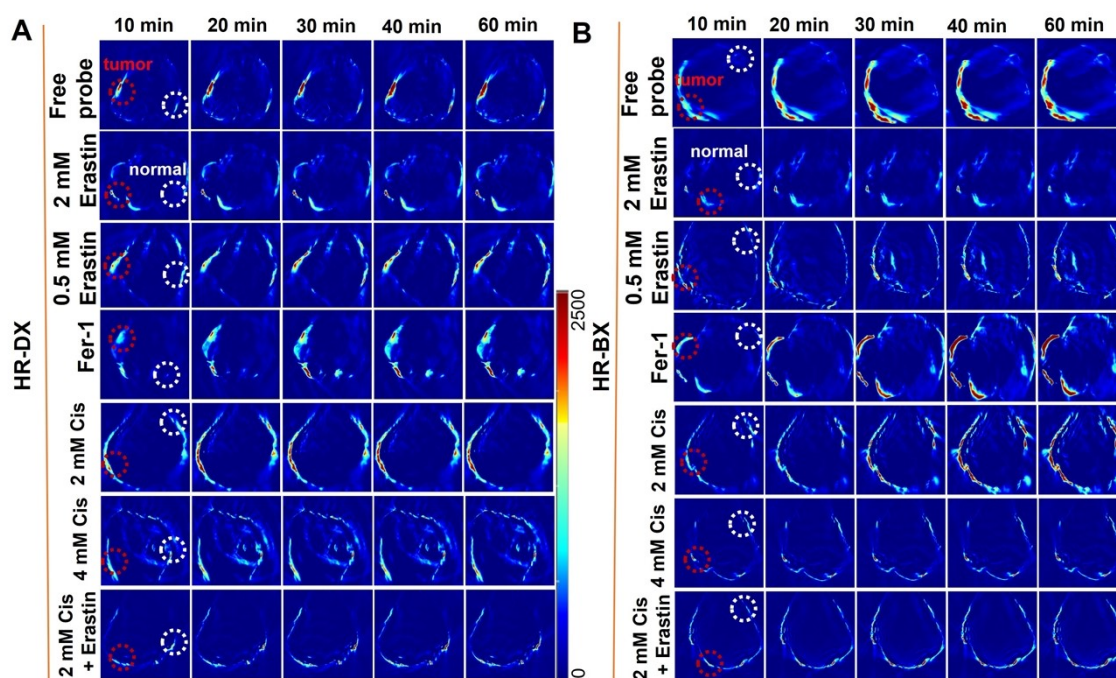 A
10 min 20 min 30 min 40 min 60 min
HR-DX
Free
probe
tumor
2 mM
Erastin
normal
0.5 mM
Erastin
Fer-1
2 mM Cis
4 mM Cis
2 mM Cis
+ Erastin
2500
0
B
10 min 20 min 30 min 40 min 60 min
HR-BX
Free
probe
tumor
2 mM
Erastin
normal
0.5 mM
Erastin
Fer-1
2 mM Cis
4 mM Cis
2 mM Cis
+ Erastin